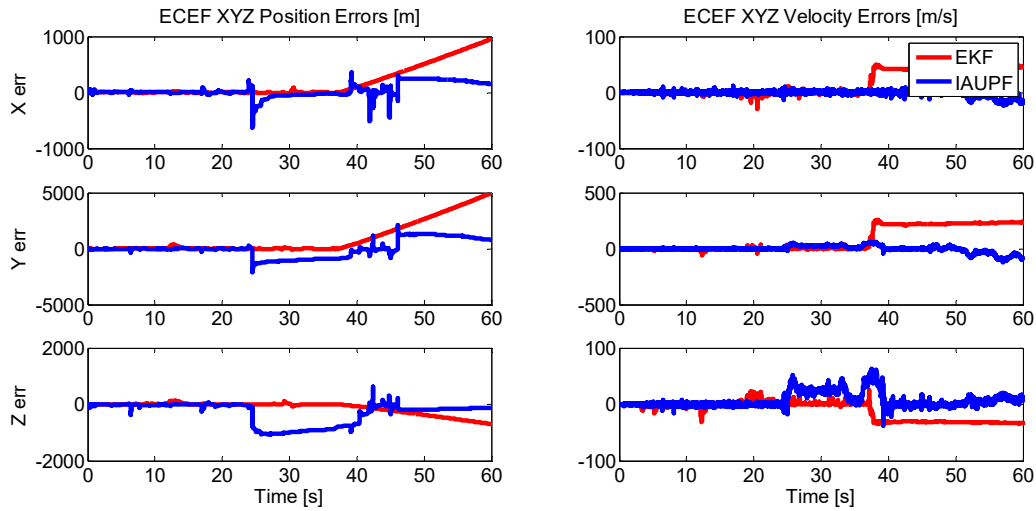 ECEF XYZ Position Errors [m]
ECEF XYZ Velocity Errors [m/s]
1000
0
-1000
X err
0 10 20 30 40 50 60
100
0
-100
0 10 20 30 40 50 60
EKF
IAUPF
5000
0
-5000
Y err
0 10 20 30 40 50 60
500
0
-500
0 10 20 30 40 50 60
2000
0
-2000
Z err
0 10 20 30 40 50 60
Time [s]
100
0
-100
0 10 20 30 40 50 60
Time [s]